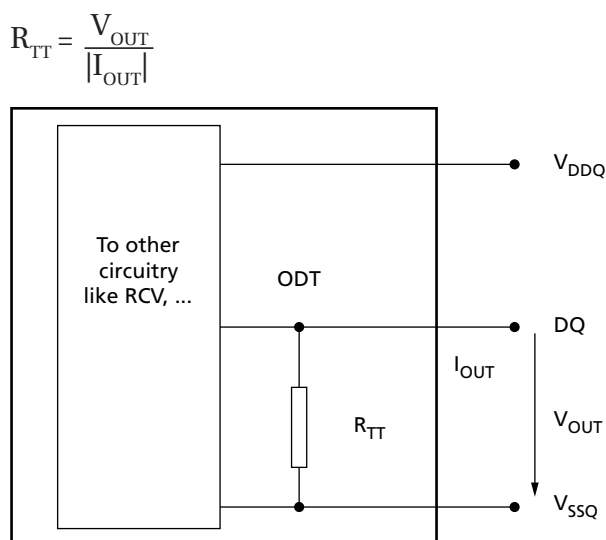 R_TT = V_OUT / |I_OUT|
V_DDQ
To other
circuitry
like RCV, ...
ODT
DQ
I_OUT
R_TT
V_OUT
V_SSQ